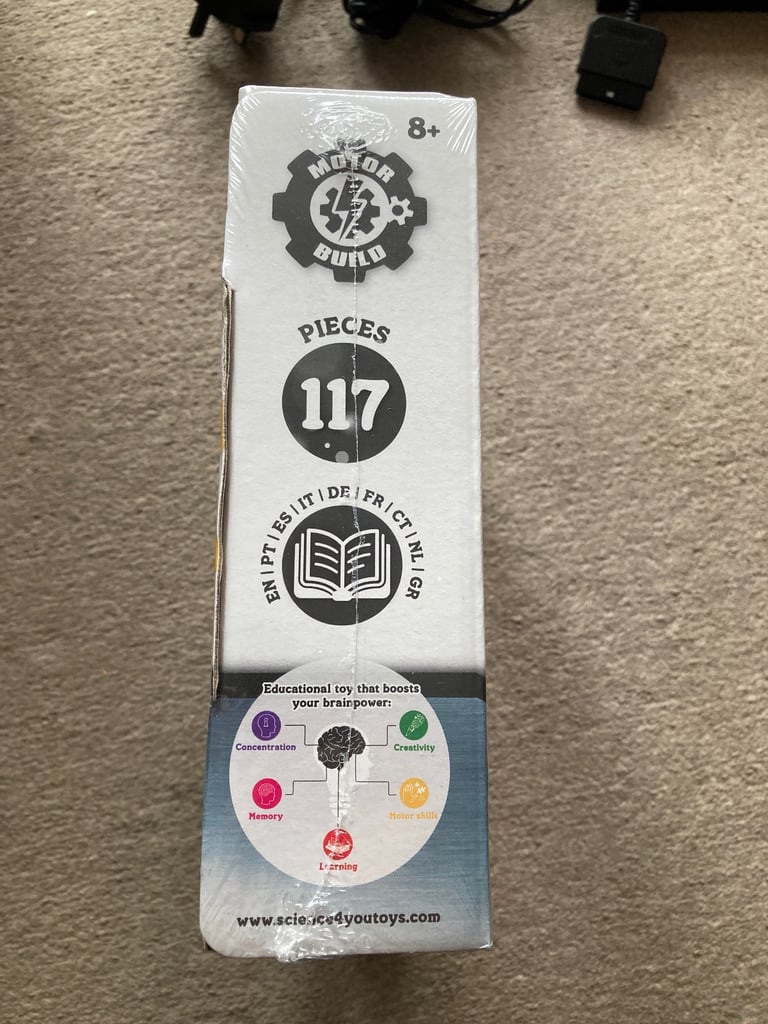 8+
MOTOR
BUILD
PIECES
117
EN | PT | ES | IT | DE | FR | CT | NL | GR
Educational toy that boosts
your brainpower:
Concentration
Creativity
Memory
Motor skills
Learning
www.science4youtoys.com